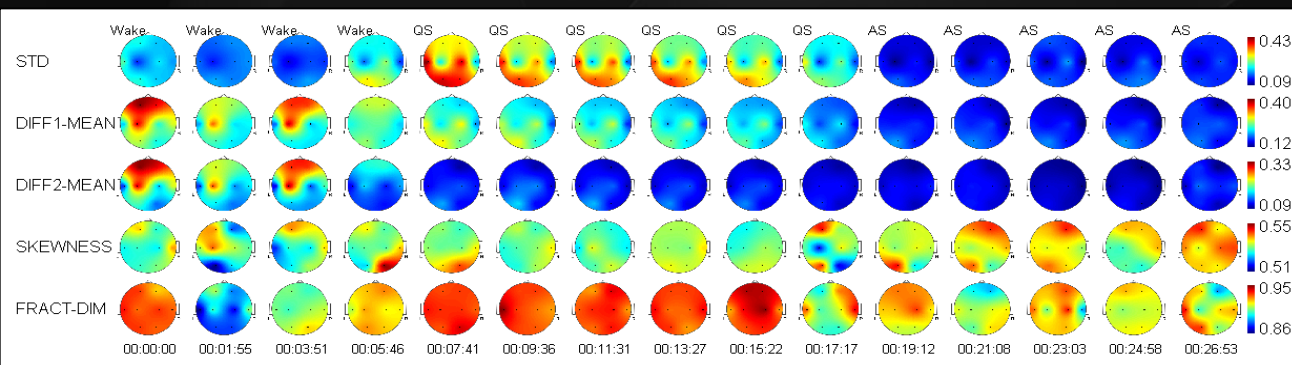 Wake Wake Wake Wake QS QS QS QS QS QS AS AS AS AS AS
STD 0.43
0.09
DIFF1-MEAN 0.40
0.12
DIFF2-MEAN 0.33
0.09
SKEWNESS 0.55
0.51
FRACT-DIM 0.95
0.86
00:00:00 00:01:55 00:03:51 00:05:46 00:07:41 00:09:36 00:11:31 00:13:27 00:15:22 00:17:17 00:19:12 00:21:08 00:23:03 00:24:58 00:26:53